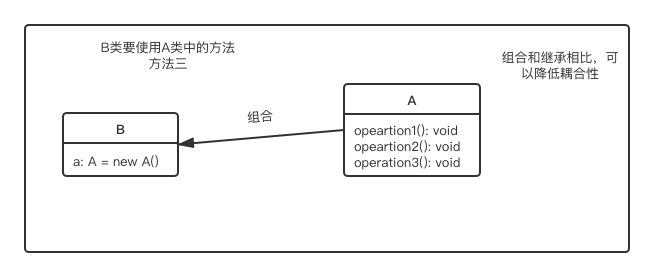 B类要使用A类中的方法
方法三
组合和继承相比，可
以降低耦合性
组合
A
opeartion1(): void
opeartion2(): void
operation3(): void
B
a: A = new A()